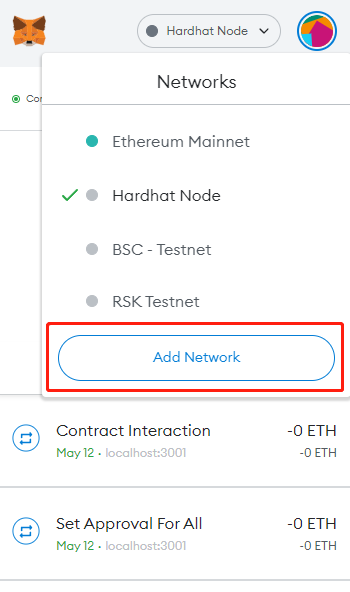 Hardhat Node
Networks
Ethereum Mainnet
Hardhat Node
BSC - Testnet
RSK Testnet
Add Network
Contract Interaction -0 ETH
May 12 · localhost:3001 -0 ETH
Set Approval For All -0 ETH
May 12 · localhost:3001 -0 ETH